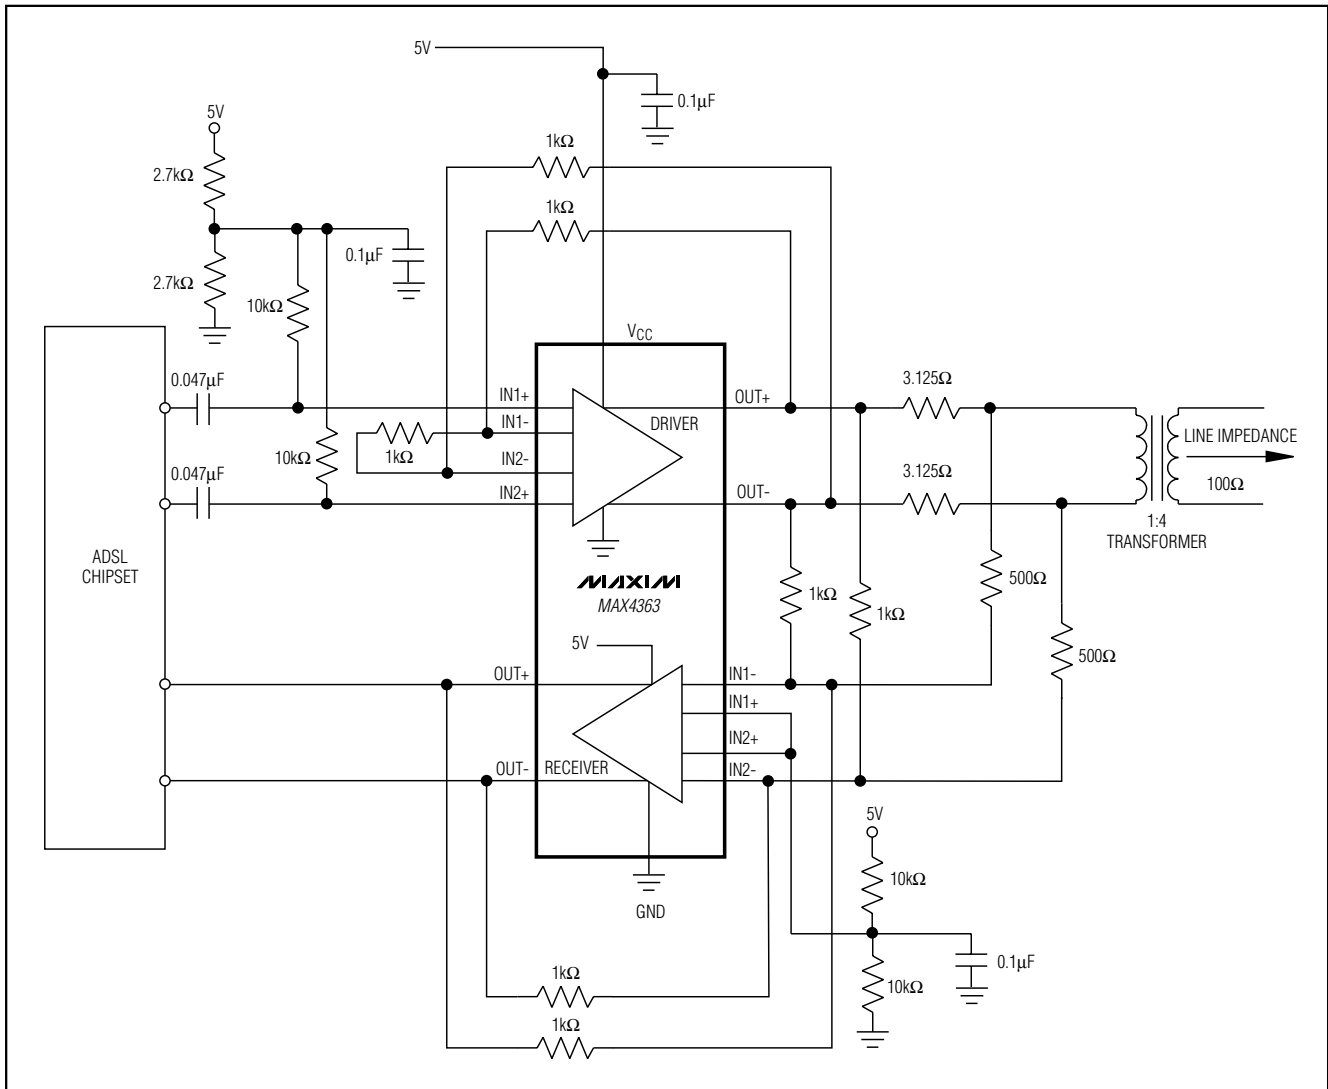 5V
0.1µF
5V
1kΩ
2.7kΩ
1kΩ
0.1µF
2.7kΩ
10kΩ
VCC
0.047µF
3.125Ω
IN1+
OUT+
IN1-
DRIVER
LINE IMPEDANCE
10kΩ
1kΩ
IN2-
3.125Ω
0.047µF
100Ω
IN2+
OUT-
1:4
TRANSFORMER
ADSL
CHIPSET
MAXIM
MAX4363
500Ω
1kΩ
1kΩ
5V
500Ω
OUT+
IN1-
IN1+
IN2+
OUT-
RECEIVER
IN2-
5V
10kΩ
GND
0.1µF
1kΩ
10kΩ
1kΩ